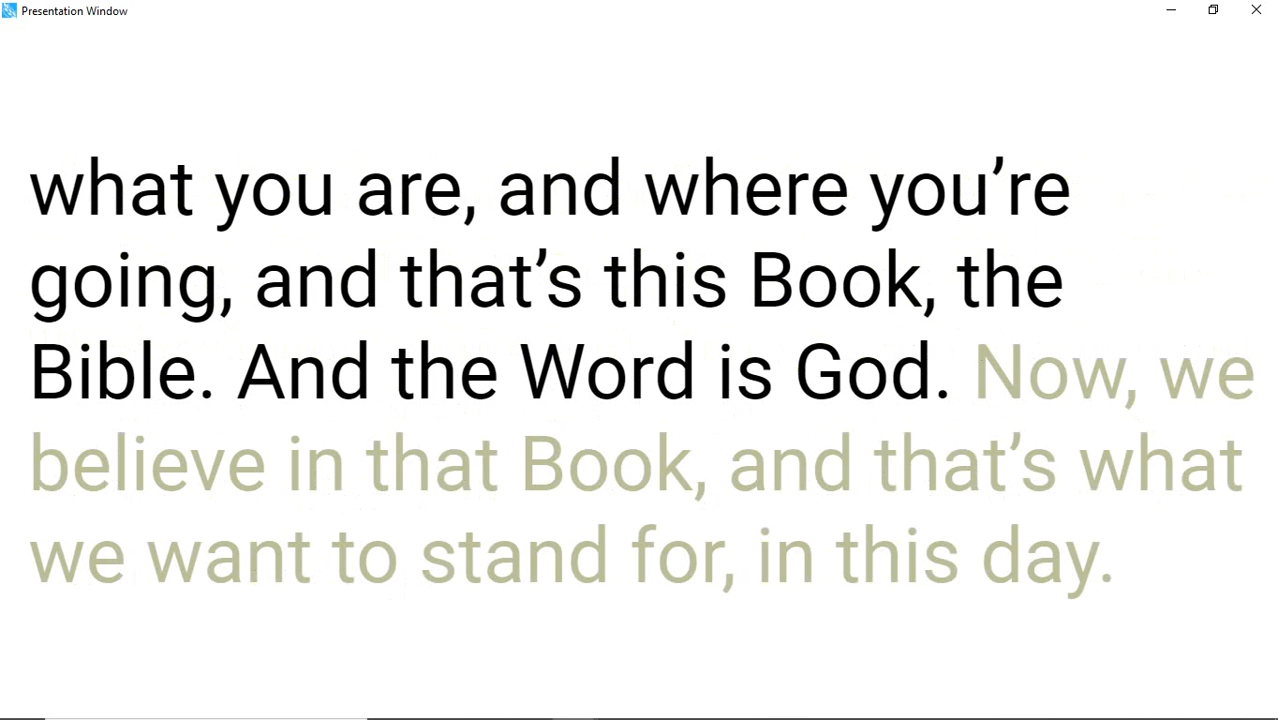 Presentation Window
what you are, and where you’re
going, and that’s this Book, the
Bible. And the Word is God. Now, we
believe in that Book, and that’s what
we want to stand for, in this day.